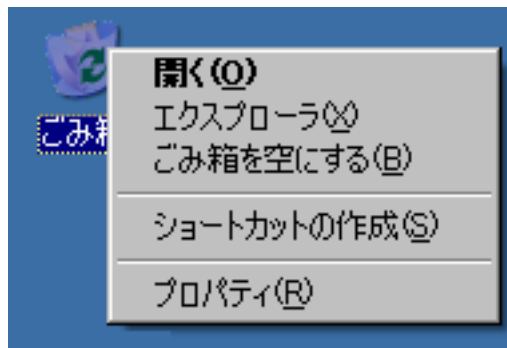 開く(O)
エクスプローラ(X)
ごみ箱を空にする(B)
ごみ
ショートカットの作成(S)
プロパティ(R)